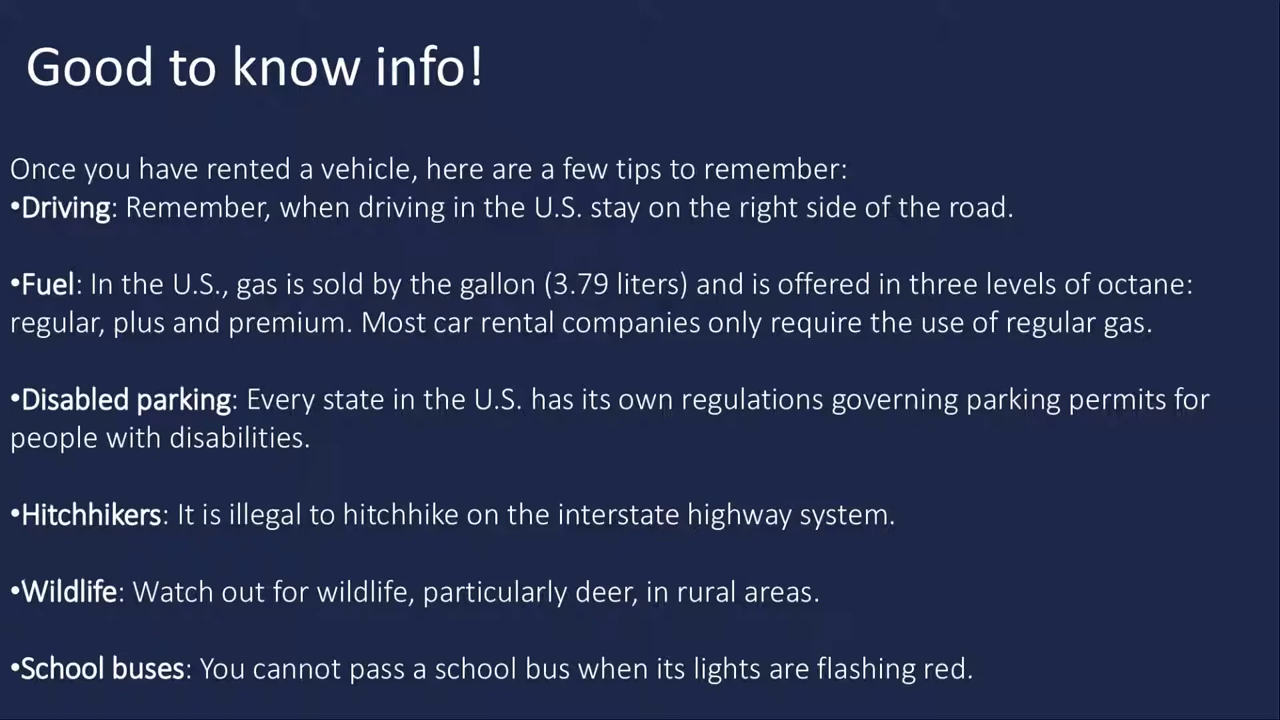 Good to know info!
Once you have rented a vehicle, here are a few tips to remember:
•Driving: Remember, when driving in the U.S. stay on the right side of the road.
•Fuel: In the U.S., gas is sold by the gallon (3.79 liters) and is offered in three levels of octane:
regular, plus and premium. Most car rental companies only require the use of regular gas.
•Disabled parking: Every state in the U.S. has its own regulations governing parking permits for
people with disabilities.
•Hitchhikers: It is illegal to hitchhike on the interstate highway system.
•Wildlife: Watch out for wildlife, particularly deer, in rural areas.
•School buses: You cannot pass a school bus when its lights are flashing red.